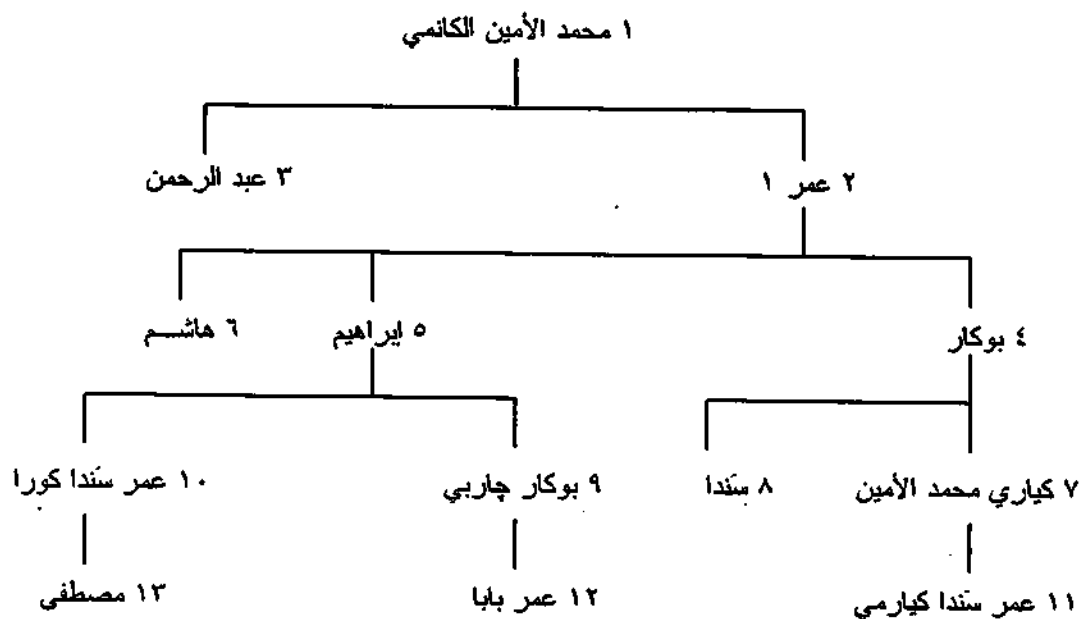 ١ محمد الأمين الكانمي
٢ عمر ١
٣ عبد الرحمن
٤ بوكار
٥ ابراهيم
٦ هاشم
٧ كياري محمد الأمين
٨ سَندا
٩ بوكار چاربي
١٠ عمر سَندا كورا
١١ عمر سَندا كيارمي
١٢ عمر بابا
١٣ مصطفي